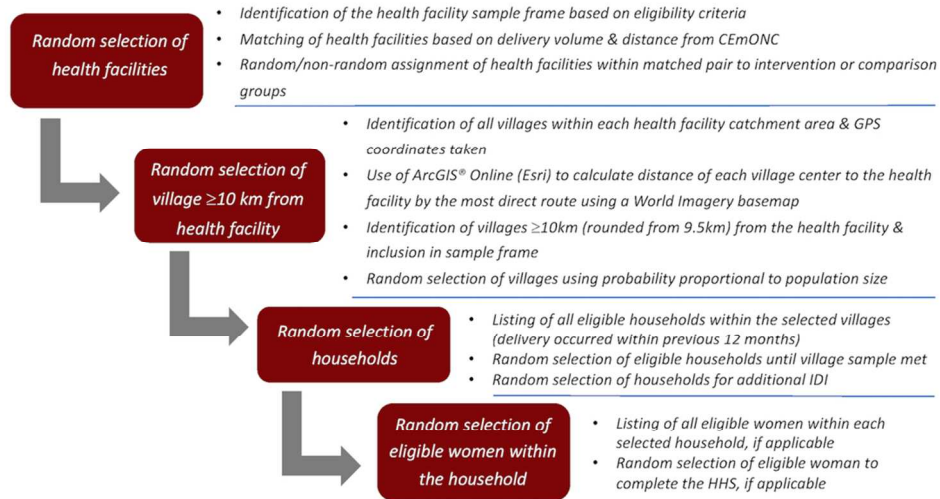 Random selection of
health facilities
• Identification of the health facility sample frame based on eligibility criteria
• Matching of health facilities based on delivery volume & distance from CEmONC
• Random/non-random assignment of health facilities within matched pair to intervention or comparison
groups
Random selection of
village ≥10 km from
health facility
• Identification of all villages within each health facility catchment area & GPS
coordinates taken
• Use of ArcGIS® Online (Esri) to calculate distance of each village center to the health
facility by the most direct route using a World Imagery basemap
• Identification of villages ≥10km (rounded from 9.5km) from the health facility &
inclusion in sample frame
• Random selection of villages using probability proportional to population size
Random selection of
households
• Listing of all eligible households within the selected villages
(delivery occurred within previous 12 months)
• Random selection of eligible households until village sample met
• Random selection of households for additional IDI
Random selection of
eligible women within
the household
• Listing of all eligible women within each
selected household, if applicable
• Random selection of eligible woman to
complete the HHS, if applicable